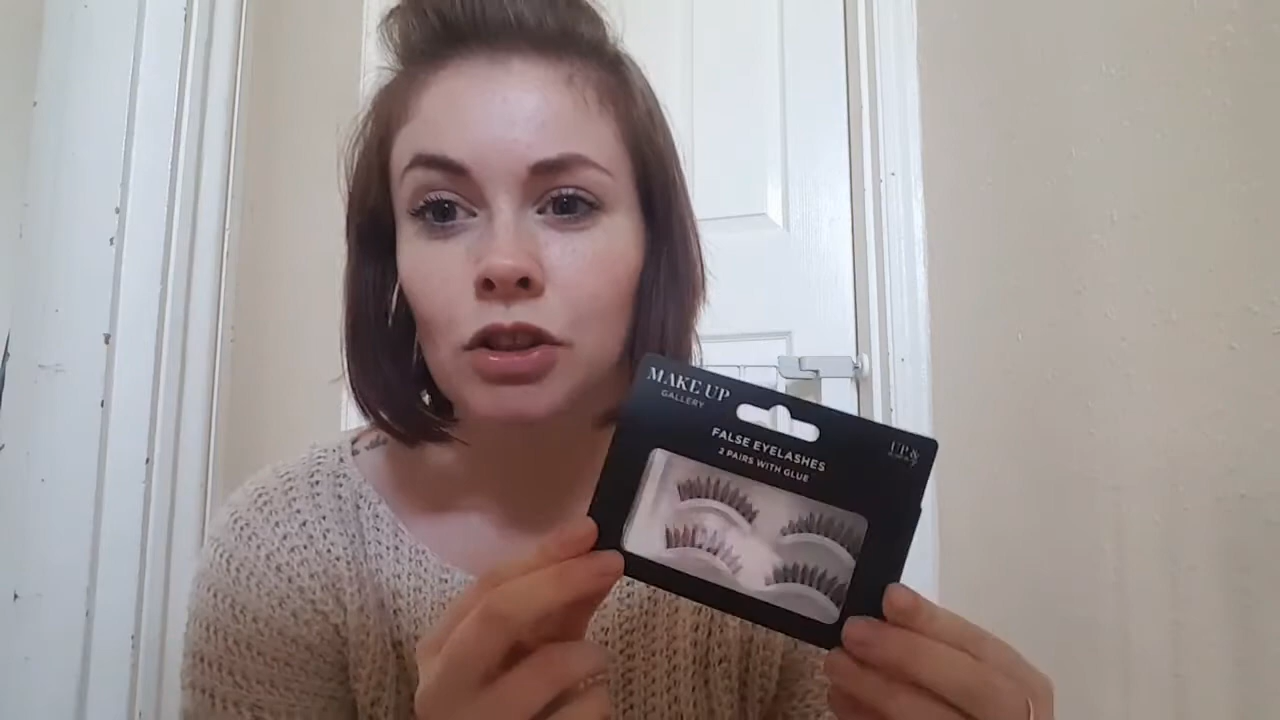 MAKE UP
GALLERY
FALSE EYELASHES
2 PAIRS WITH GLUE